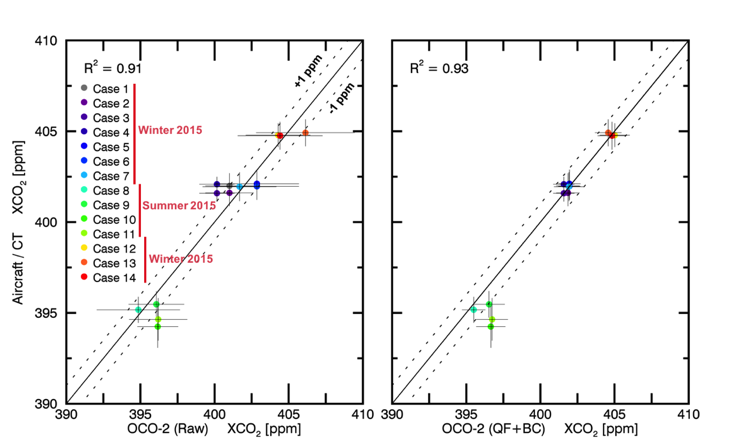 410
405
400
395
390
Aircraft / CT XCO2 [ppm]
R2 = 0.91
+1 ppm
-1 ppm
Case 1
Case 2
Case 3
Case 4
Case 5
Case 6
Case 7
Case 8
Case 9
Case 10
Case 11
Case 12
Case 13
Case 14
Winter 2015
Summer 2015
Winter 2015
390 395 400 405 410
OCO-2 (Raw) XCO2 [ppm]
R2 = 0.93
390 395 400 405 410
OCO-2 (QF+BC) XCO2 [ppm]